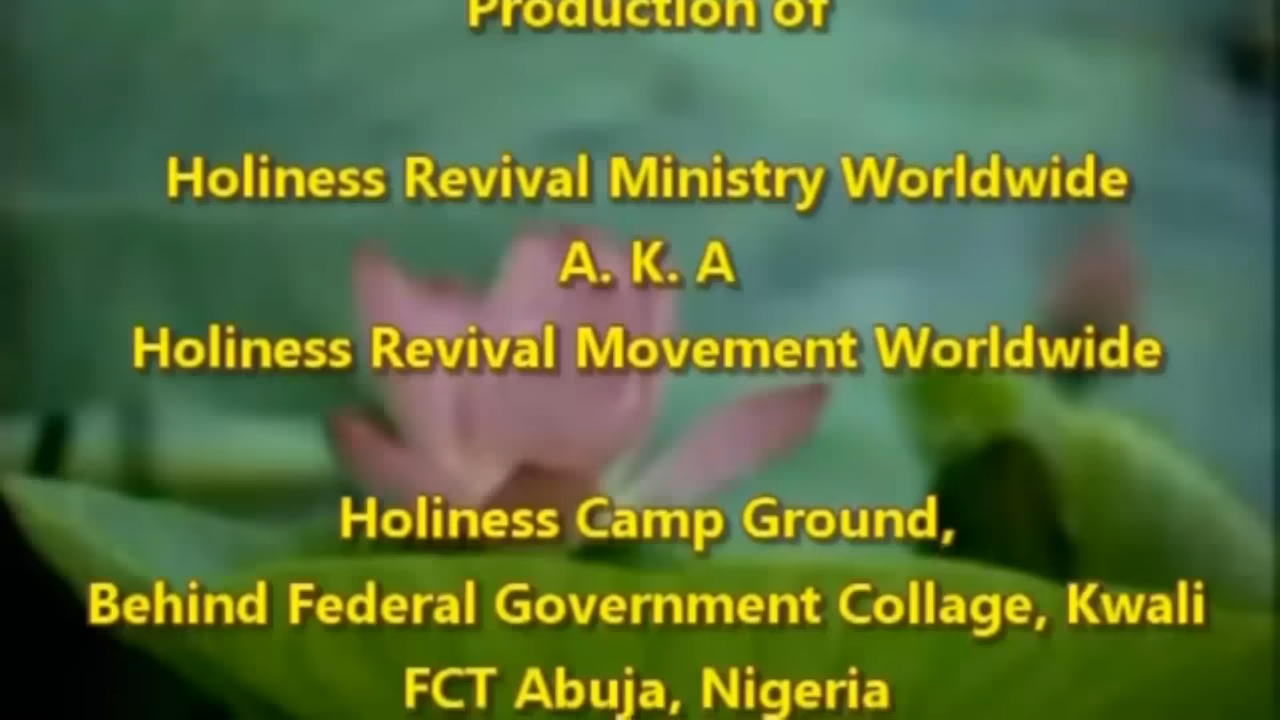 Production of
Holiness Revival Ministry Worldwide
A. K. A
Holiness Revival Movement Worldwide
Holiness Camp Ground,
Behind Federal Government Collage, Kwali
FCT Abuja, Nigeria